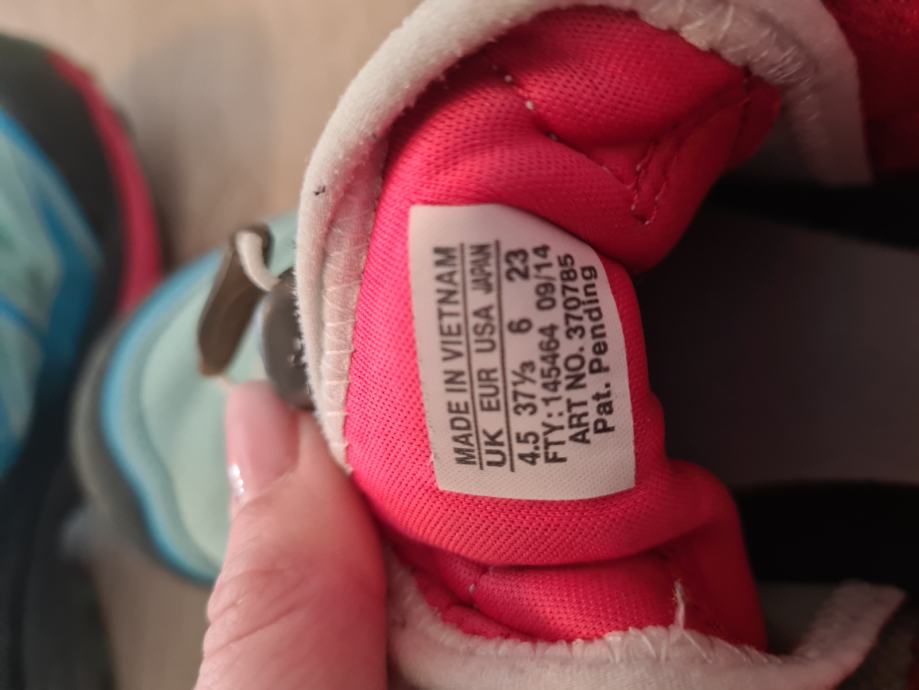 MADE IN VIETNAM
UK EUR USA JAPAN
4.5 37⅓ 6 23
FTY:145464 09/14
ART NO. 370785
Pat. Pending